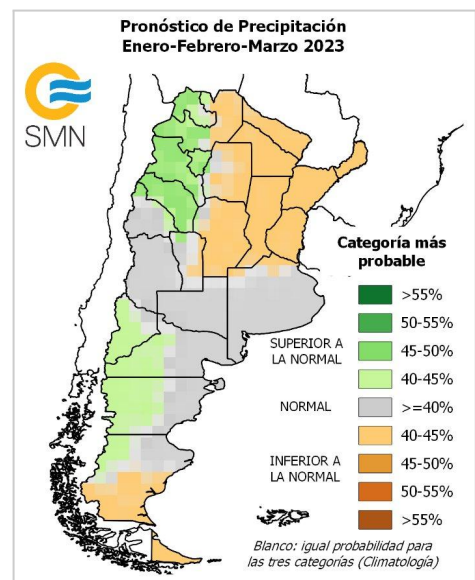 Pronóstico de Precipitación
Enero-Febrero-Marzo 2023
SMN
Categoría más
probable
>55%
50-55%
SUPERIOR A
LA NORMAL
45-50%
40-45%
NORMAL
>=40%
40-45%
INFERIOR A
LA NORMAL
45-50%
50-55%
>55%
Blanco: igual probabilidad para
las tres categorías (Climatología)